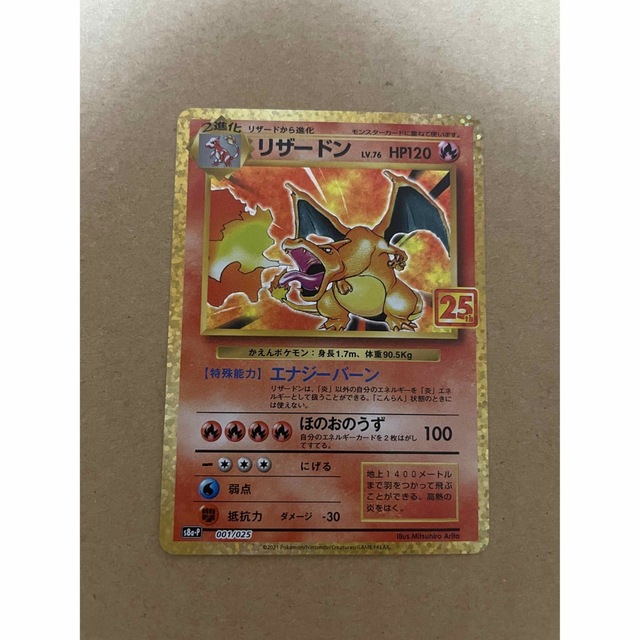 2進化 リザードから進化 モンスターカードに重ねて使います。
リザードン LV.76 HP120
25th
かえんポケモン：身長1.7m、体重90.5Kg
【特殊能力】エナジーバーン
リザードンは、「炎」以外の自分のエネルギーを「炎」エネ
ルギーとして扱うことができる。「こんらん」状態のときに
は使えない。
ほのおのうず 100
自分のエネルギーカードを2枚はがし
てすてる。
ー にげる
弱点
抵抗力 ダメージ -30
地上1400メートル
まで羽をつかって飛ぶ
ことができる。高熱の
炎をはく。
s8a-P 001/025
Illus.Mitsuhiro Arita
©2021 Pokémon/Nintendo/Creatures/GAME FREAK.